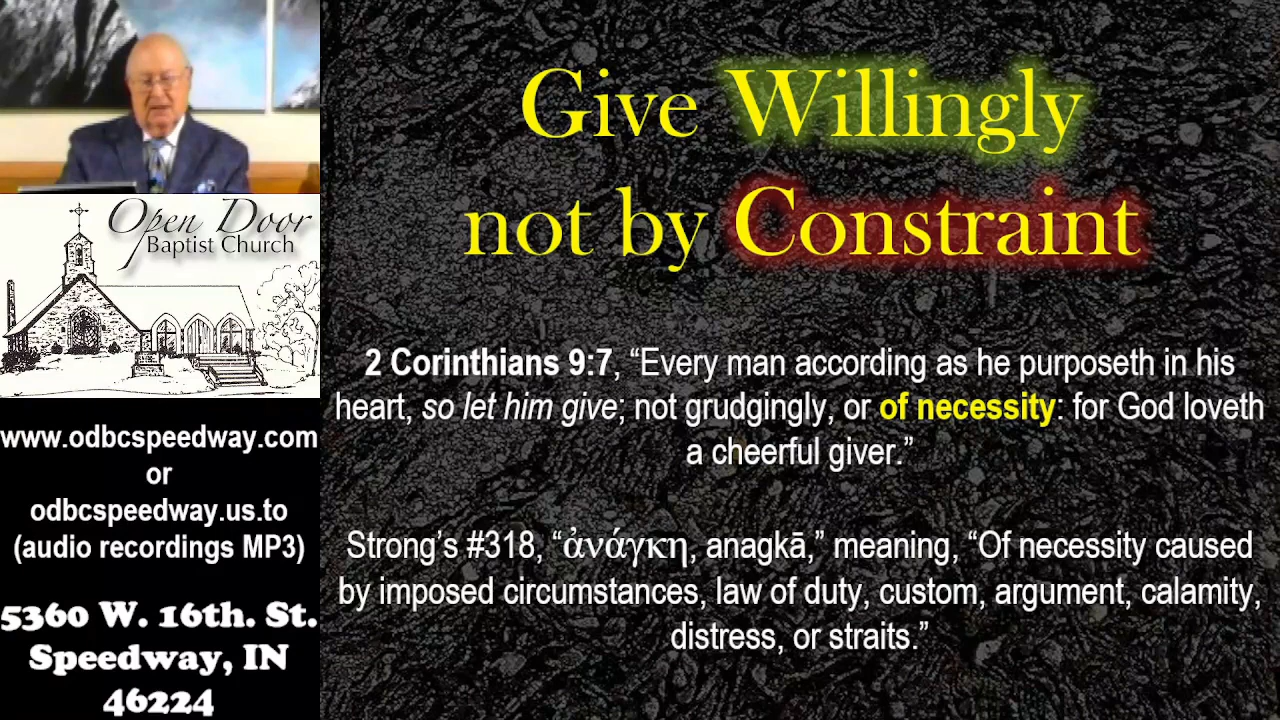 Open Door
Baptist Church
www.odbcspeedway.com
or
odbcspeedway.us.to
(audio recordings MP3)
5360 W. 16th. St.
Speedway, IN
46224
Give Willingly
not by Constraint
2 Corinthians 9:7, “Every man according as he purposeth in his
heart, so let him give; not grudgingly, or of necessity: for God loveth
a cheerful giver.”
Strong’s #318, “ἀνάγκη, anagkā,” meaning, “Of necessity caused
by imposed circumstances, law of duty, custom, argument, calamity,
distress, or straits.”